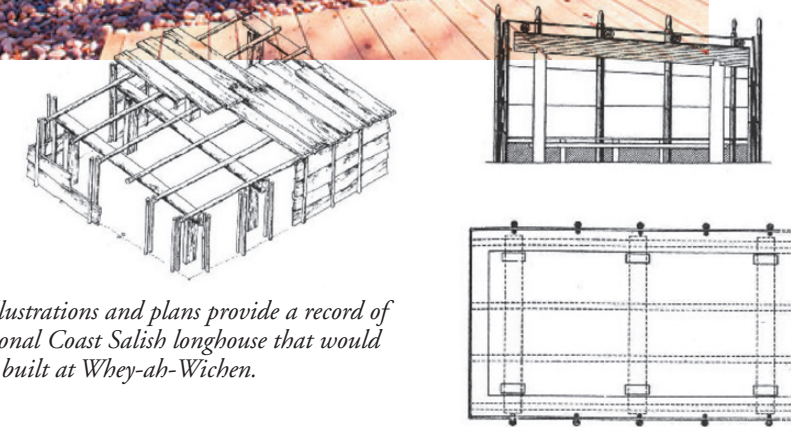 llustrations and plans provide a record of
onal Coast Salish longhouse that would
built at Whey-ah-Wichen.